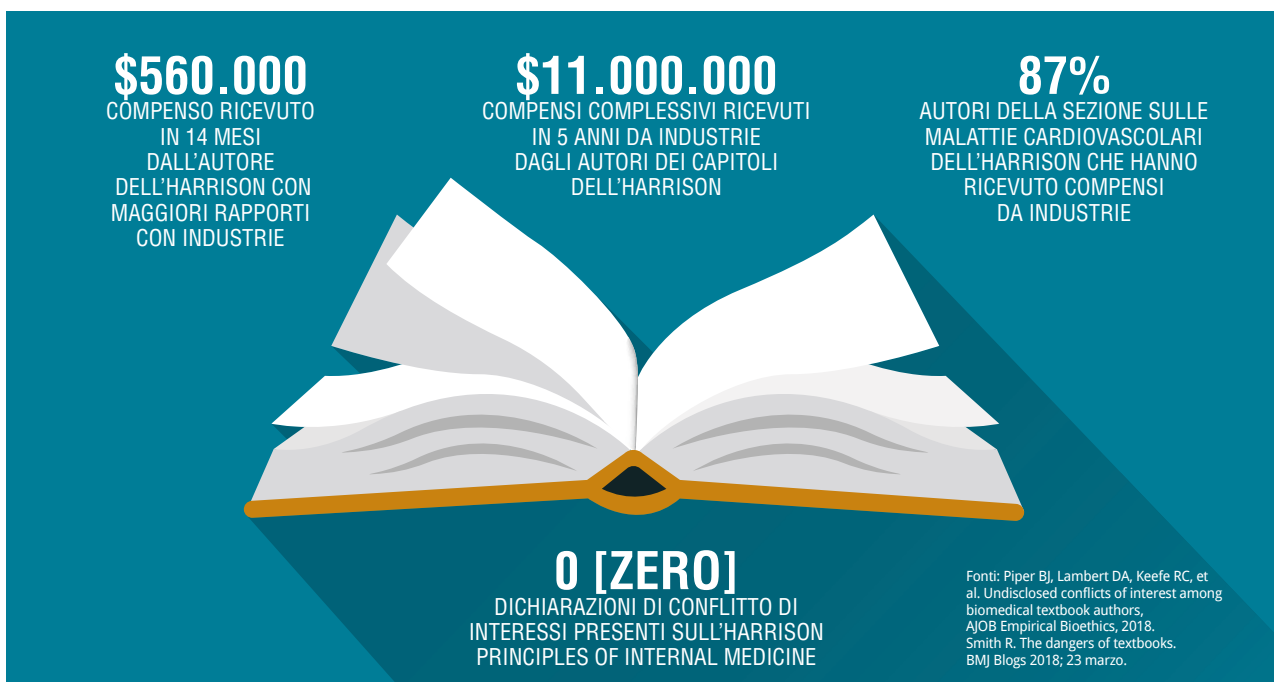 $560.000
COMPENSO RICEVUTO
IN 14 MESI
DALL'AUTORE
DELL'HARRISON CON
MAGGIORI RAPPORTI
CON INDUSTRIE
$11.000.000
COMPENSI COMPLESSIVI RICEVUTI
IN 5 ANNI DA INDUSTRIE
DAGLI AUTORI DEI CAPITOLI
DELL'HARRISON
87%
AUTORI DELLA SEZIONE SULLE
MALATTIE CARDIOVASCOLARI
DELL'HARRISON CHE HANNO
RICEVUTO COMPENSI
DA INDUSTRIE
0 [ZERO]
DICHIARAZIONI DI CONFLITTO DI
INTERESSI PRESENTI SULL'HARRISON
PRINCIPLES OF INTERNAL MEDICINE
Fonti: Piper BJ, Lambert DA, Keefe RC, et
al. Undisclosed conflicts of interest among
biomedical textbook authors,
AJOB Empirical Bioethics, 2018.
Smith R. The dangers of textbooks.
BMJ Blogs 2018; 23 marzo.